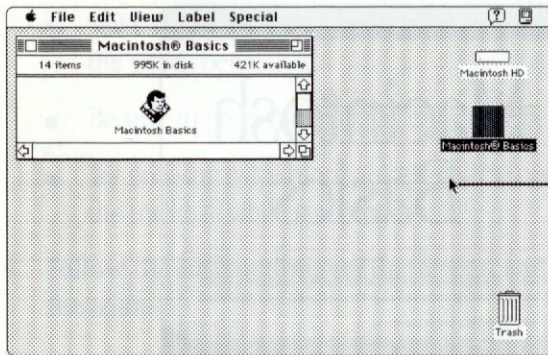 File Edit View Label Special
Macintosh® Basics
14 items 995K in disk 421K available
Macintosh Basics
Macintosh HD
Macintosh® Basics
Trash